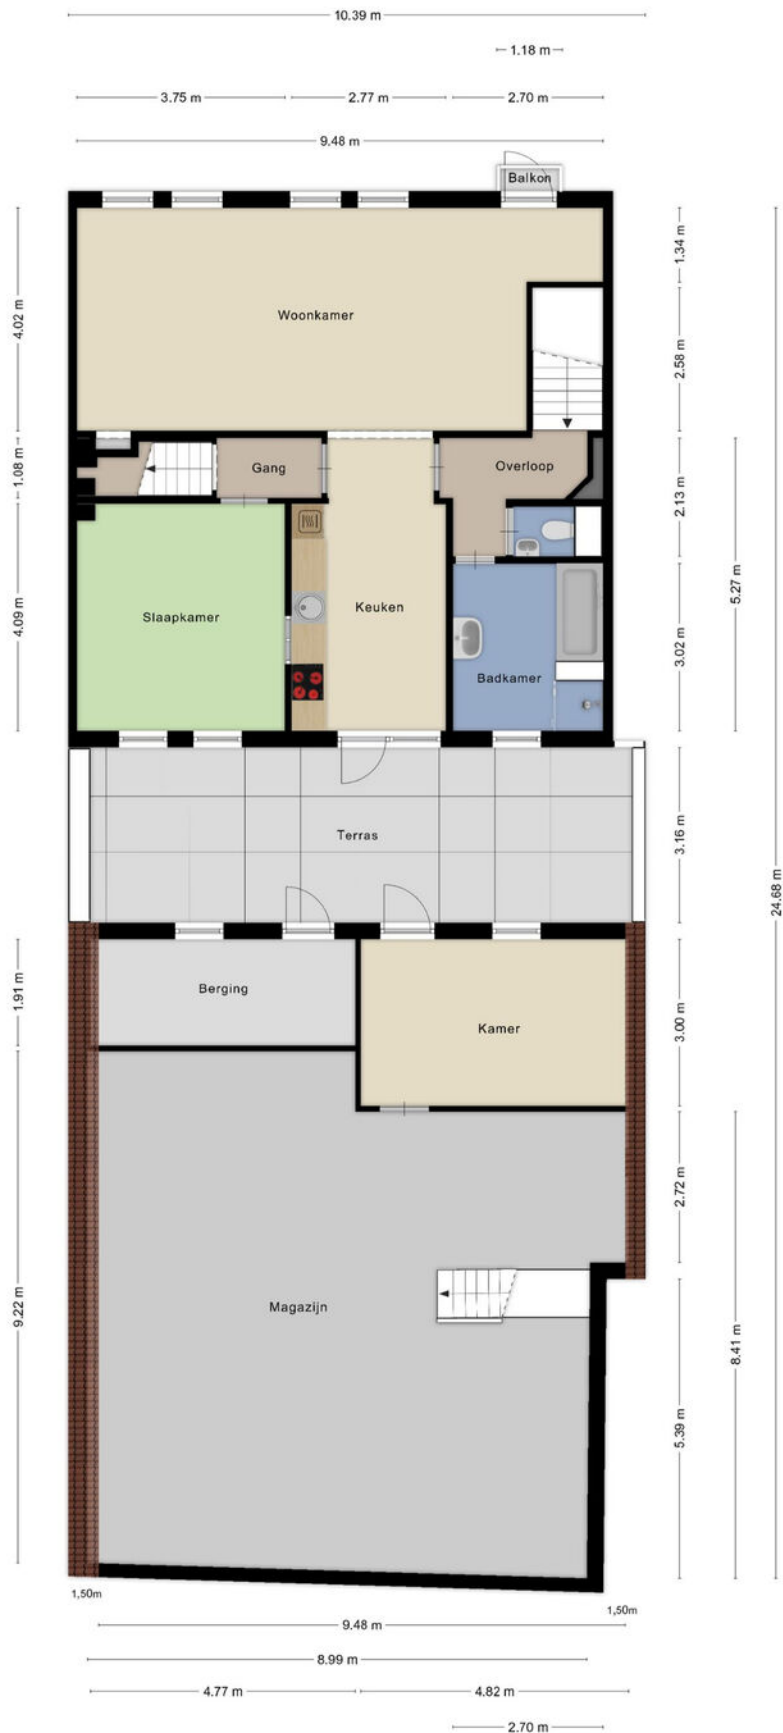 10.39 m
1.18 m
3.75 m
2.77 m
2.70 m
9.48 m
Balkon
4.02 m
Woonkamer
1.34 m
2.58 m
1.08 m
Gang
Overloop
2.13 m
4.09 m
Slaapkamer
Keuken
Badkamer
3.02 m
5.27 m
Terras
3.16 m
24.68 m
1.91 m
Berging
Kamer
3.00 m
9.22 m
Magazijn
2.72 m
5.39 m
8.41 m
1,50m
1,50m
9.48 m
8.99 m
4.77 m
4.82 m
2.70 m